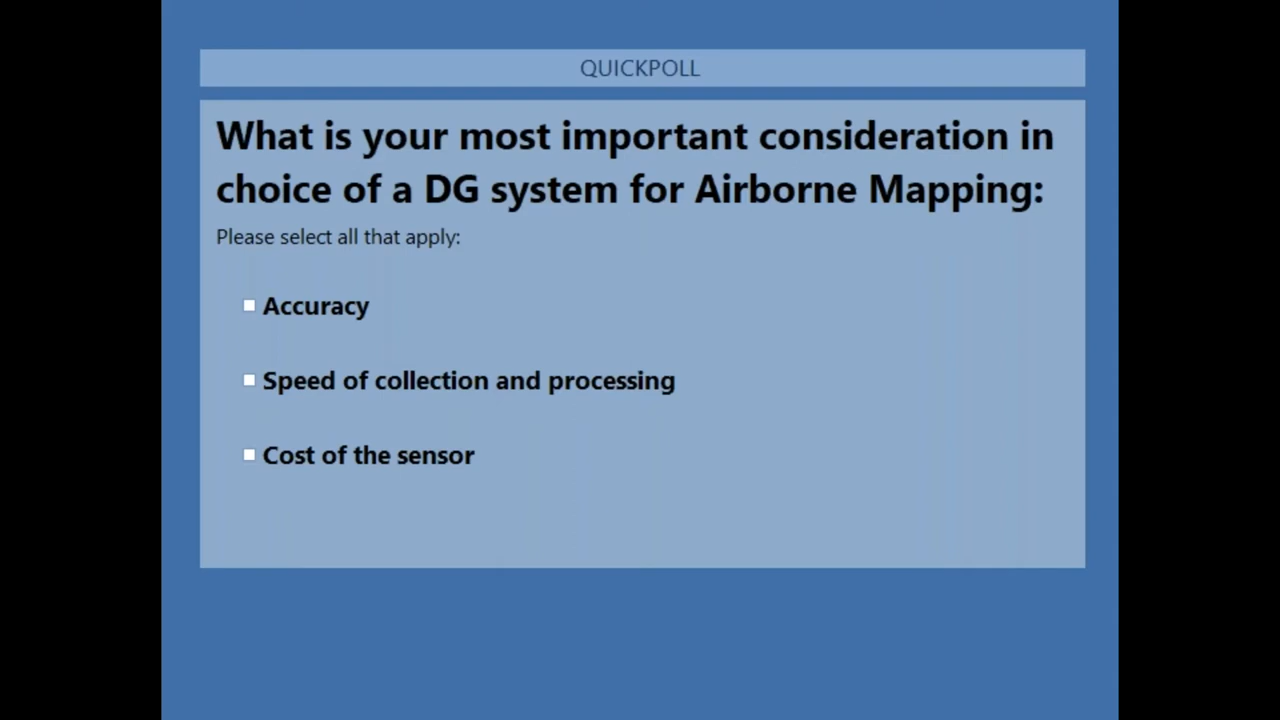 QUICKPOLL
What is your most important consideration in
choice of a DG system for Airborne Mapping:
Please select all that apply:
Accuracy
Speed of collection and processing
Cost of the sensor